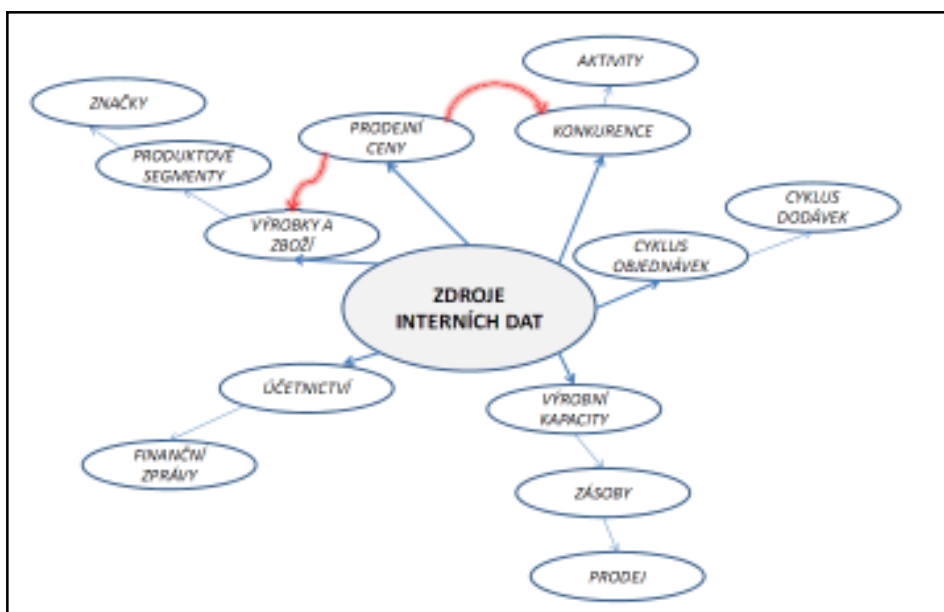 AKTIVITY
ZNAČKY
PRODEJNÍ
CENY
KONKURENCE
PRODUKTOVÉ
SEGMENTY
CYKLUS
DODÁVEK
VÝROBKY A
ZBOŽÍ
CYKLUS
OBJEDNÁVEK
ZDROJE
INTERNÍCH DAT
ÚČETNICTVÍ
VÝROBNÍ
KAPACITY
FINANČNÍ
ZPRÁVY
ZÁSOBY
PRODEJ